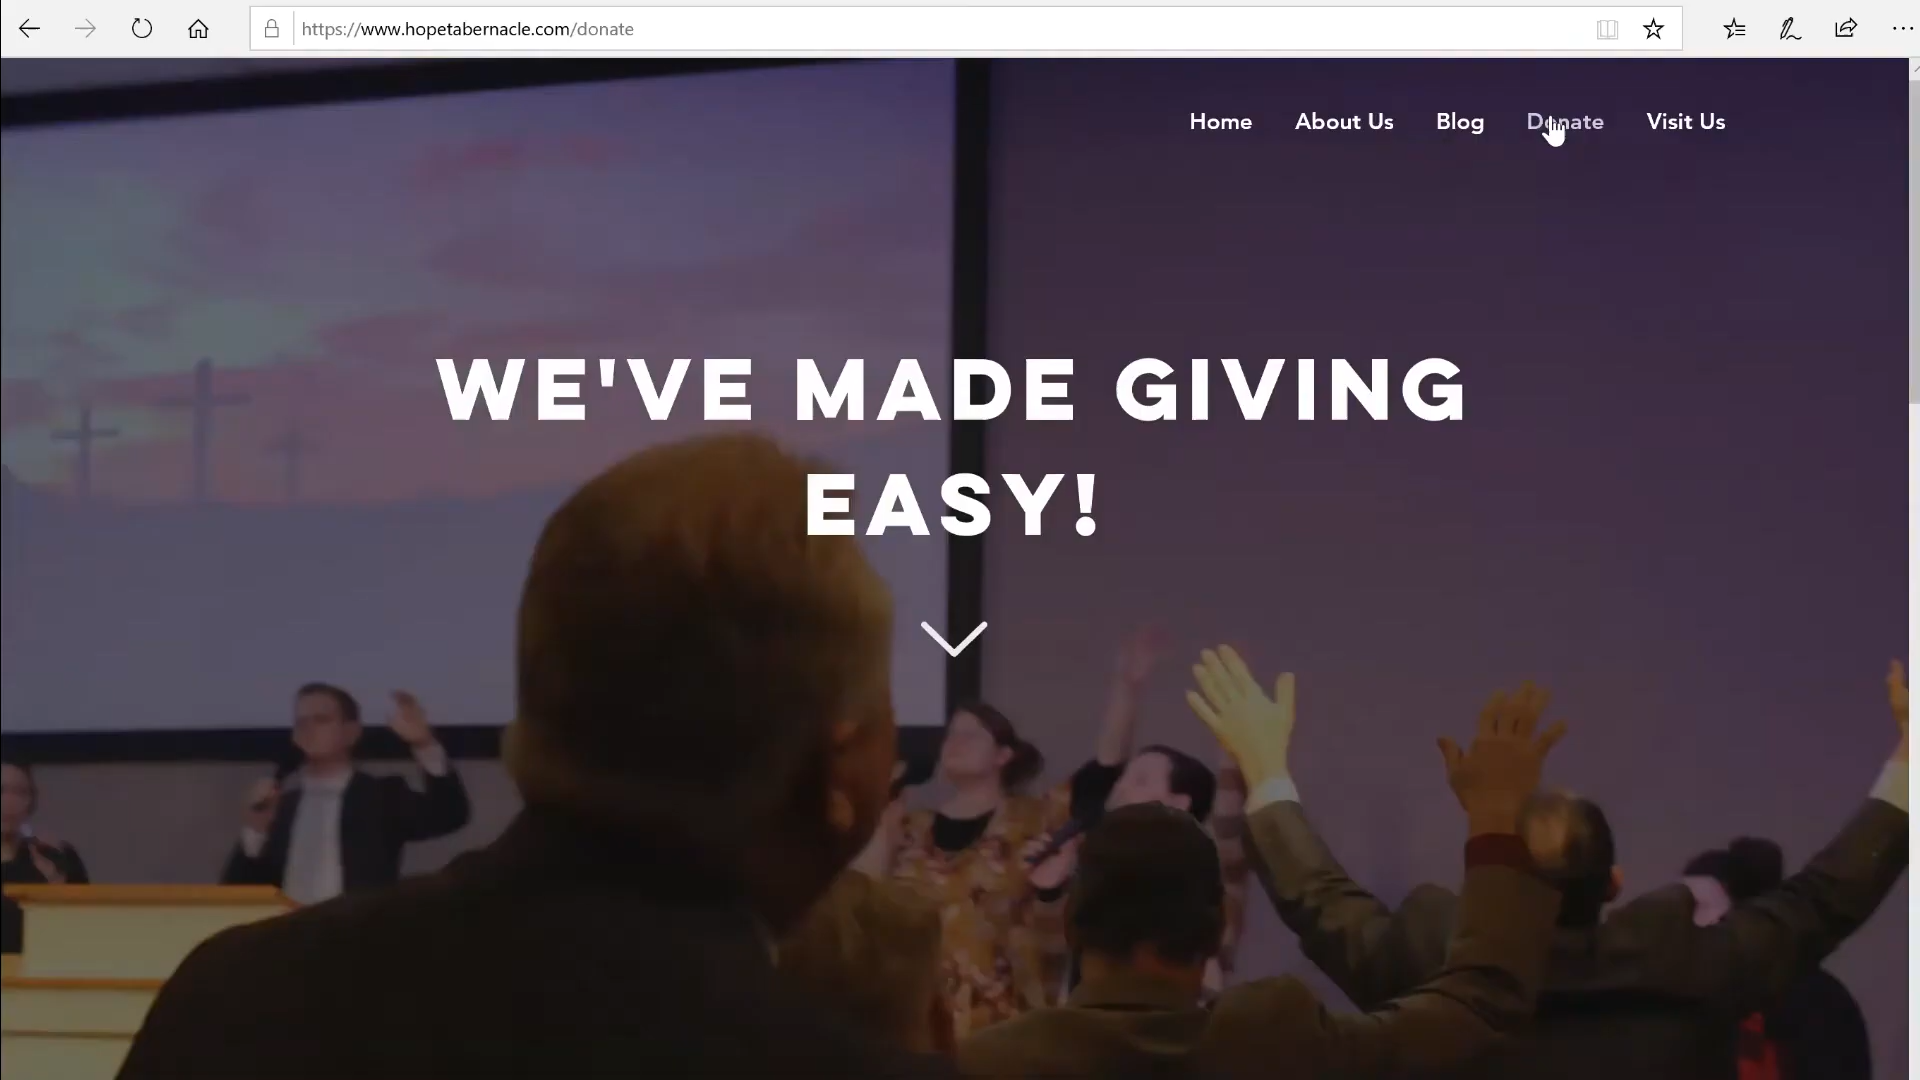 https://www.hopetabernacle.com/donate
Home About Us Blog Donate Visit Us
WE'VE MADE GIVING
EASY!